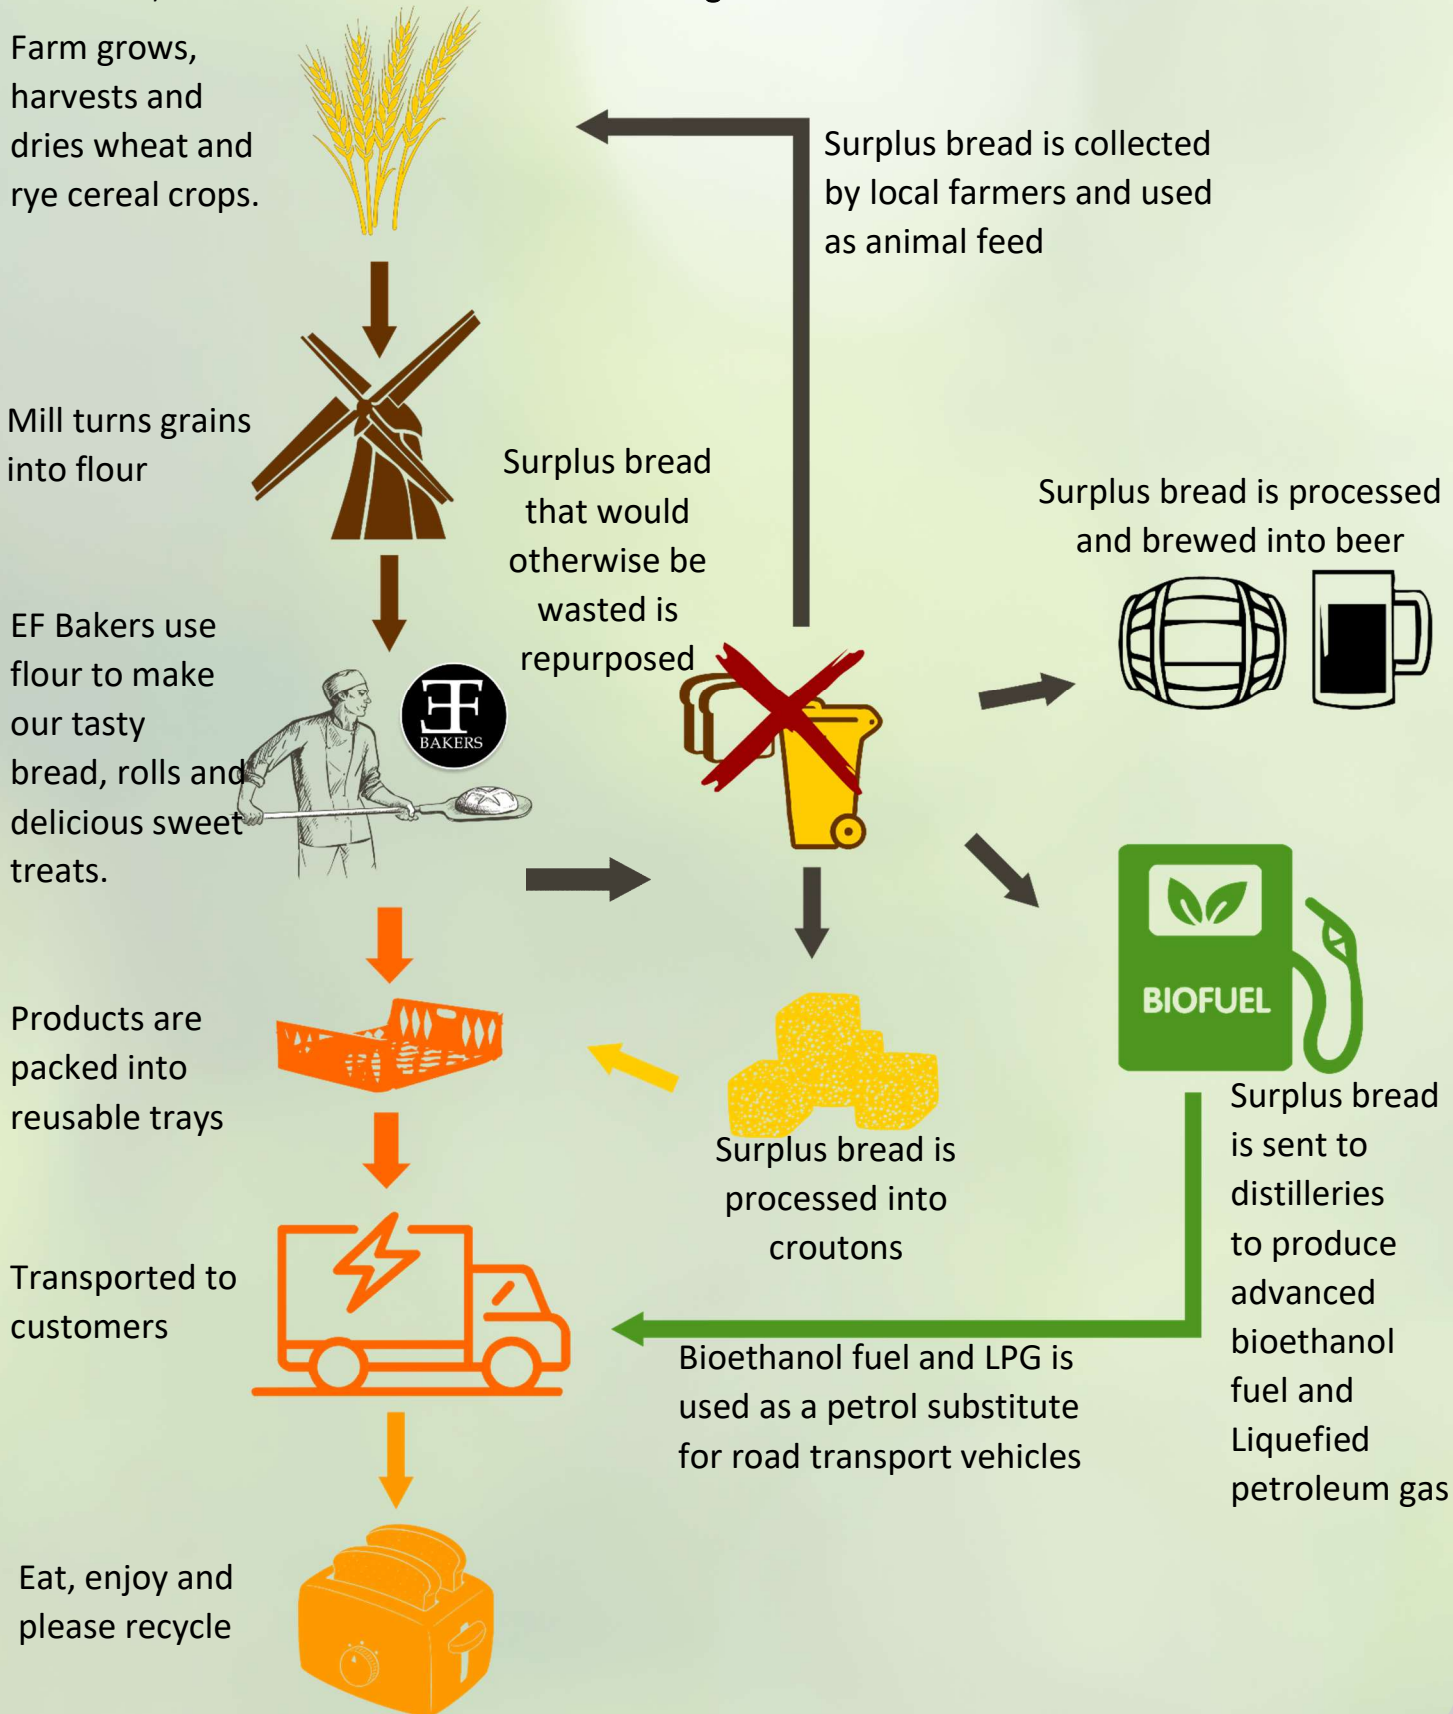 Farm grows,
harvests and
dries wheat and
rye cereal crops.
Surplus bread is collected
by local farmers and used
as animal feed
Mill turns grains
into flour
Surplus bread
that would
otherwise be
wasted is
repurposed
Surplus bread is processed
and brewed into beer
EF Bakers use
flour to make
our tasty
bread, rolls and
delicious sweet
treats.
EF
BAKERS
BIOFUEL
Products are
packed into
reusable trays
Surplus bread is
processed into
croutons
Surplus bread
is sent to
distilleries
to produce
advanced
bioethanol
fuel and
Liquefied
petroleum gas
Transported to
customers
Bioethanol fuel and LPG is
used as a petrol substitute
for road transport vehicles
Eat, enjoy and
please recycle